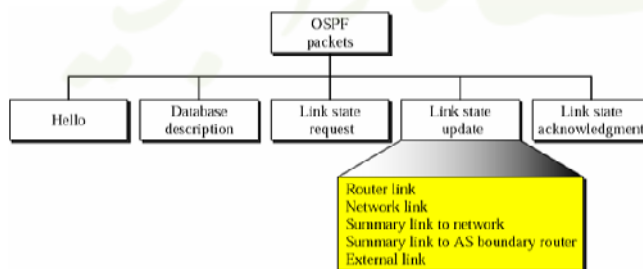 OSPF
packets
Hello
Database
description
Link state
request
Link state
update
Link state
acknowledgment
Router link
Network link
Summary link to network
Summary link to AS boundary router
External link